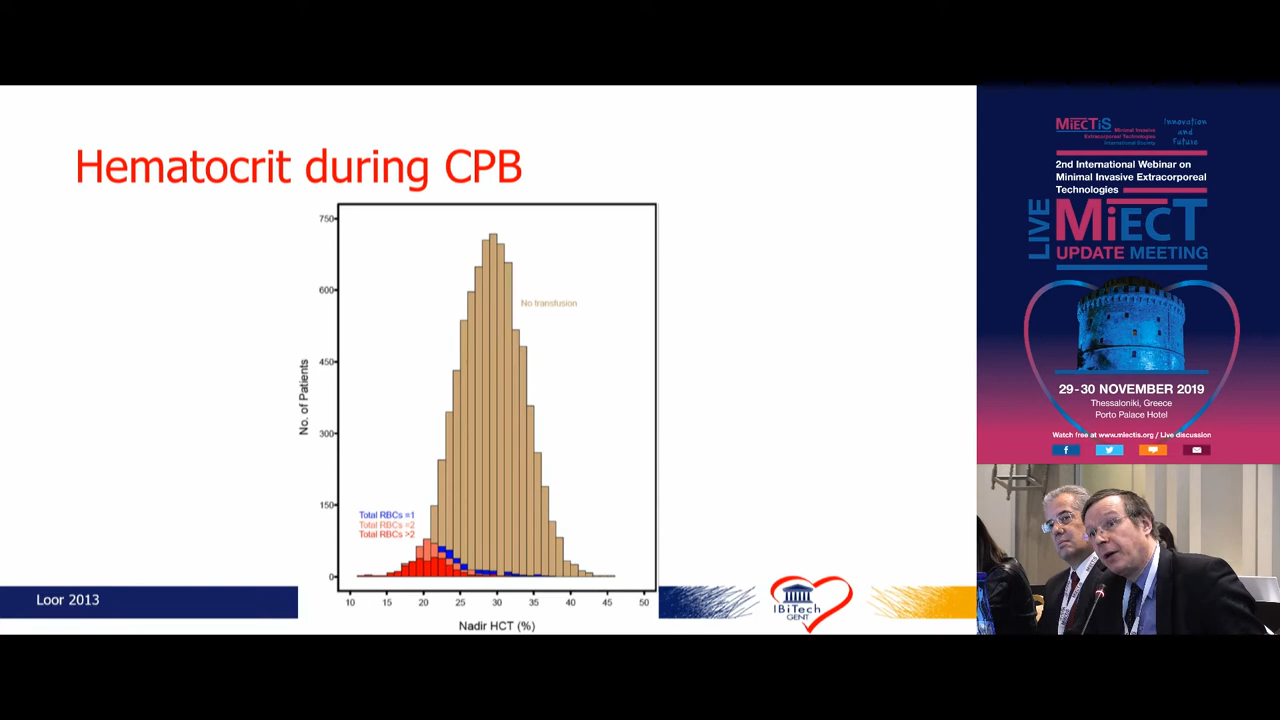 Hematocrit during CPB
750
600
450
300
150
0
No. of Patients
No transfusion
Total RBCs =1
Total RBCs =2
Total RBCs >2
10 15 20 25 30 35 40 45 50
Nadir HCT (%)
Loor 2013
IBiTech
GENT
MiECTiS
Minimal Invasive
Extracorporeal Technologies
International Society
Innovation
and
Future
2nd International Webinar on
Minimal Invasive Extracorporeal
Technologies
LIVE
MiECT
UPDATE MEETING
29-30 NOVEMBER 2019
Thessaloniki, Greece
Porto Palace Hotel
Watch free at www.miectis.org / Live discussion
f